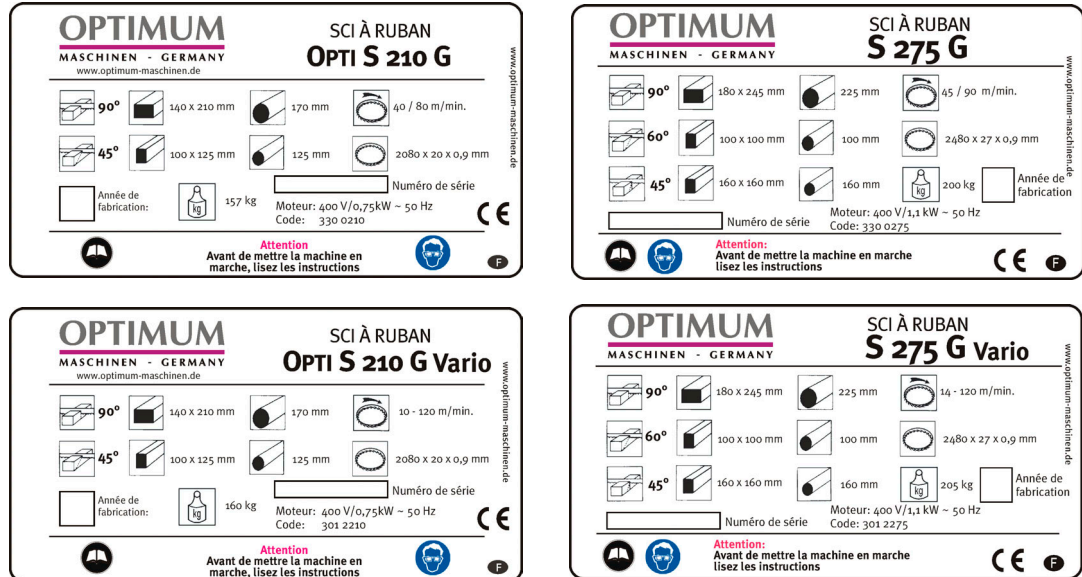 OPTIMUM
MASCHINEN - GERMANY
www.optimum-maschinen.de
SCI À RUBAN
OPTI S 210 G
www.optimum-maschinen.de
90° 140 x 210 mm 170 mm 40 / 80 m/min.
45° 100 x 125 mm 125 mm 2080 x 20 x 0,9 mm
Année de
fabrication:
kg
157 kg
Numéro de série
Moteur: 400 V/0,75kW ~ 50 Hz
Code: 330 0210
CE
Attention
Avant de mettre la machine en
marche, lisez les instructions
F
OPTIMUM
MASCHINEN - GERMANY
SCI À RUBAN
S 275 G
www.optimum-maschinen.de
90° 180 x 245 mm 225 mm 45 / 90 m/min.
60° 100 x 100 mm 100 mm 2480 x 27 x 0,9 mm
45° 160 x 160 mm 160 mm kg 200 kg
Année de
fabrication
Numéro de série
Moteur: 400 V/1,1 kW ~ 50 Hz
Code: 330 0275
Attention:
Avant de mettre la machine en marche
lisez les instructions
CE
F
OPTIMUM
MASCHINEN - GERMANY
www.optimum-maschinen.de
SCI À RUBAN
OPTI S 210 G Vario
www.optimum-maschinen.de
90° 140 x 210 mm 170 mm 10 - 120 m/min.
45° 100 x 125 mm 125 mm 2080 x 20 x 0,9 mm
Année de
fabrication:
kg
160 kg
Numéro de série
Moteur: 400 V/0,75kW ~ 50 Hz
Code: 301 2210
CE
Attention
Avant de mettre la machine en
marche, lisez les instructions
F
OPTIMUM
MASCHINEN - GERMANY
SCI À RUBAN
S 275 G Vario
www.optimum-maschinen.de
90° 180 x 245 mm 225 mm 14 - 120 m/min.
60° 100 x 100 mm 100 mm 2480 x 27 x 0,9 mm
45° 160 x 160 mm 160 mm kg 205 kg
Année de
fabrication
Numéro de série
Moteur: 400 V/1,1 kW ~ 50 Hz
Code: 301 2275
Attention:
Avant de mettre la machine en marche
lisez les instructions
CE
F